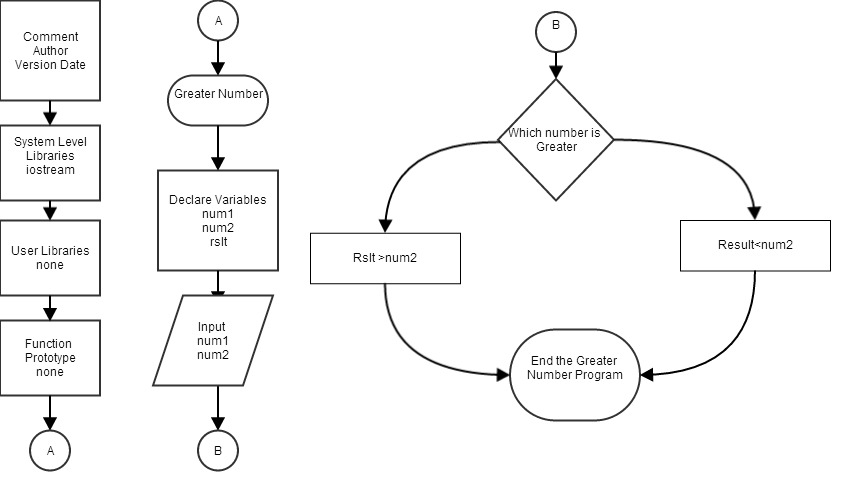 Comment
Author
Version Date
System Level
Libraries
iostream
User Libraries
none
Function
Prototype
none
A
A
Greater Number
Declare Variables
num1
num2
rslt
Input
num1
num2
B
B
Which number is
Greater
Rslt >num2
Result<num2
End the Greater
Number Program